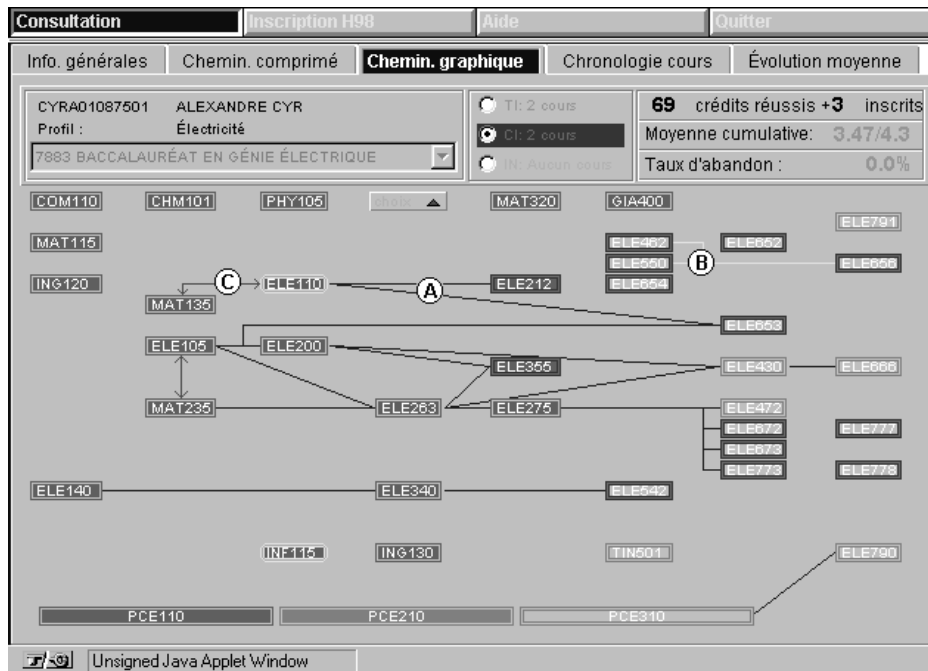 Consultation Inscription H98 Aide Quitter
Info. générales Chemin. comprimé Chemin. graphique Chronologie cours Évolution moyenne
CYRA01087501 ALEXANDRE CYR
Profil : Électricité
7883 BACCALAURÉAT EN GÉNIE ÉLECTRIQUE
TI: 2 cours
CI: 2 cours
IN: Aucun cours
69 crédits réussis +3 inscrits
Moyenne cumulative: 3.47/4.3
Taux d'abandon : 0.0%
COM110 CHM101 PHY105 choix MAT320 GIA400
ELE791
MAT115 ELE462 ELE652
ELE550 B ELE656
ING120 C ELE110 A ELE212 ELE654
MAT135
ELE653
ELE105 ELE200
ELE355 ELE430 ELE666
MAT235 ELE263 ELE275 ELE472
ELE672 ELE777
ELE673
ELE773 ELE778
ELE140 ELE340 ELE542
INF115 ING130 TIN501 ELE790
PCE110 PCE210 PCE310
Unsigned Java Applet Window